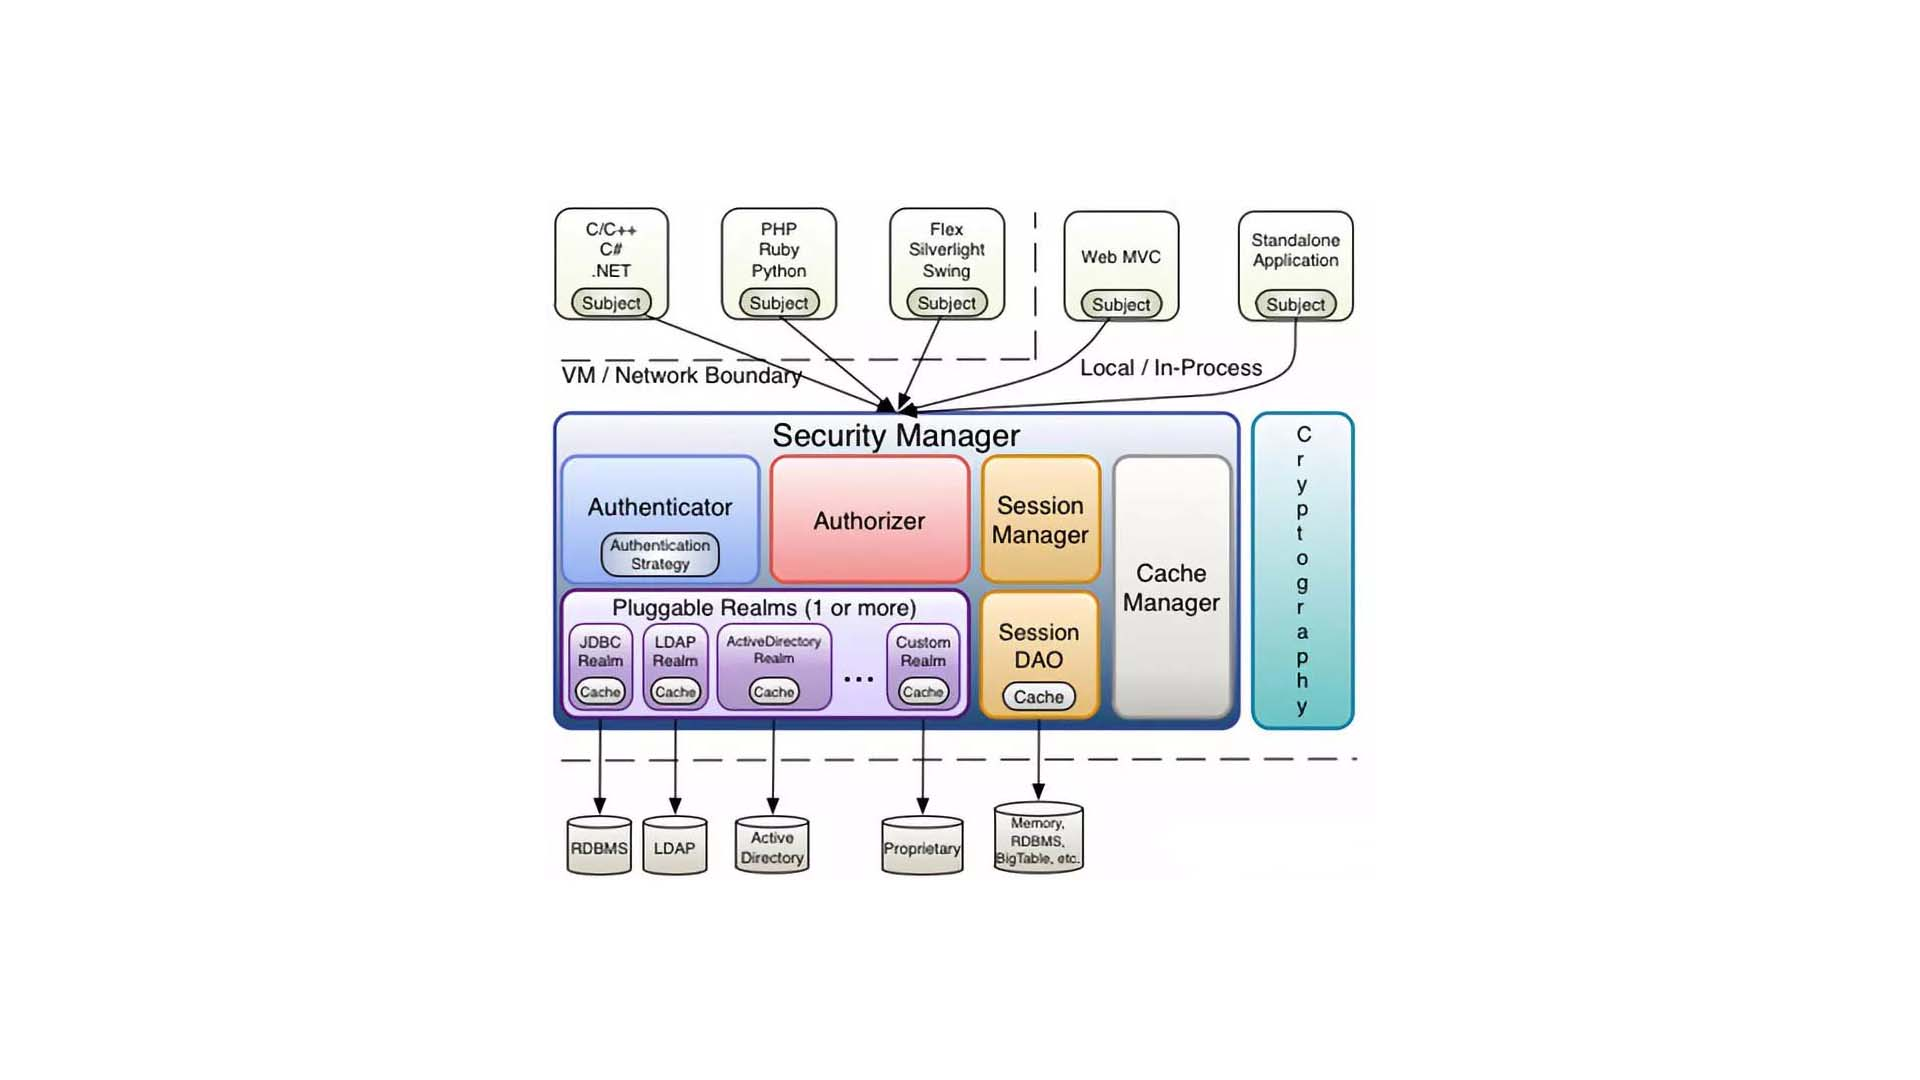 C/C++
C#
.NET
Subject
PHP
Ruby
Python
Subject
Flex
Silverlight
Swing
Subject
Web MVC
Subject
Standalone
Application
Subject
VM / Network Boundary
Local / In-Process
Security Manager
Authenticator
Authentication
Strategy
Authorizer
Session
Manager
Cache
Manager
Cryptography
Pluggable Realms (1 or more)
JDBC
Realm
Cache
LDAP
Realm
Cache
ActiveDirectory
Realm
Cache
...
Custom
Realm
Cache
Session
DAO
Cache
RDBMS
LDAP
Active
Directory
Proprietary
Memory,
RDBMS,
BigTable, etc.